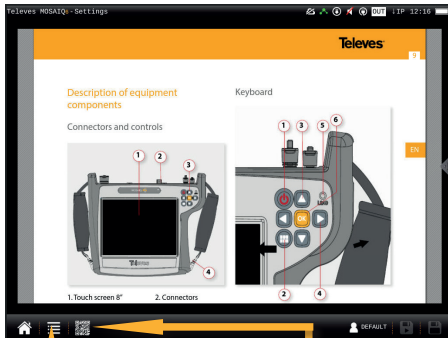 Televes MOSAIQ6-Settings
OUT
↓IP 12:16
Televes
9
Description of equipment
components
Connectors and controls
1
2
3
4
1. Touch screen 8"
2. Connectors
Keyboard
1
3
5
6
OK
2
4
EN
DEFAULT